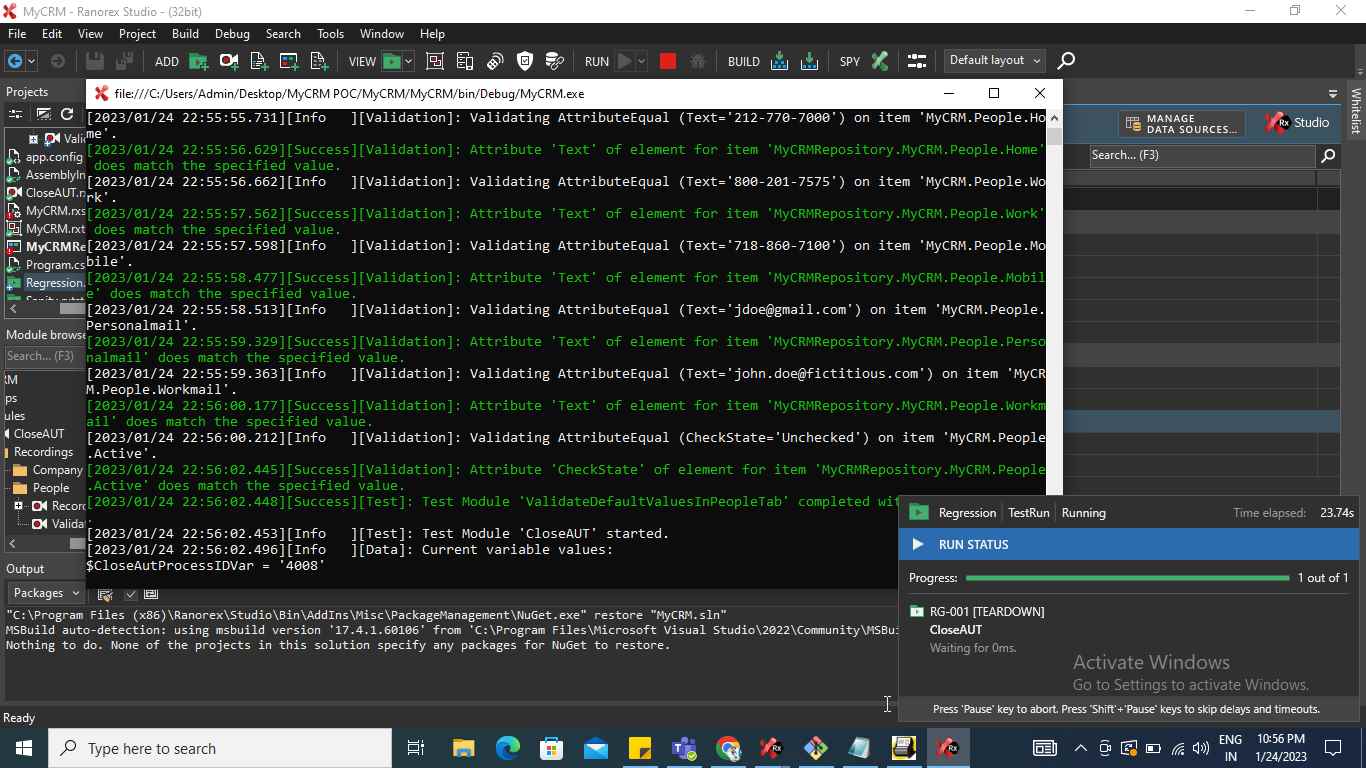 MyCRM - Ranorex Studio - (32bit)
File Edit View Project Build Debug Search Tools Window Help
ADD VIEW RUN BUILD SPY Default layout
Projects
Whitelist
file:///C:/Users/Admin/Desktop/MyCRM POC/MyCRM/MyCRM/bin/Debug/MyCRM.exe
MANAGE
DATA SOURCES...
Rx Studio
Search... (F3)
Vali
app.config
AssemblyIn
CloseAUT.r
MyCRM.rxs
MyCRM.rxt
MyCRMRe
Program.cs
Regression.
[2023/01/24 22:55:55.731][Info   ][Validation]: Validating AttributeEqual (Text='212-770-7000') on item 'MyCRM.People.Ho
me'.
[2023/01/24 22:55:56.629][Success][Validation]: Attribute 'Text' of element for item 'MyCRMRepository.MyCRM.People.Home'
 does match the specified value.
[2023/01/24 22:55:56.662][Info   ][Validation]: Validating AttributeEqual (Text='800-201-7575') on item 'MyCRM.People.Wo
rk'.
[2023/01/24 22:55:57.562][Success][Validation]: Attribute 'Text' of element for item 'MyCRMRepository.MyCRM.People.Work'
 does match the specified value.
[2023/01/24 22:55:57.598][Info   ][Validation]: Validating AttributeEqual (Text='718-860-7100') on item 'MyCRM.People.Mo
bile'.
[2023/01/24 22:55:58.477][Success][Validation]: Attribute 'Text' of element for item 'MyCRMRepository.MyCRM.People.Mobil
e' does match the specified value.
[2023/01/24 22:55:58.513][Info   ][Validation]: Validating AttributeEqual (Text='jdoe@gmail.com') on item 'MyCRM.People.
Personalmail'.
[2023/01/24 22:55:59.329][Success][Validation]: Attribute 'Text' of element for item 'MyCRMRepository.MyCRM.People.Perso
nalmail' does match the specified value.
[2023/01/24 22:55:59.363][Info   ][Validation]: Validating AttributeEqual (Text='john.doe@fictitious.com') on item 'MyCR
M.People.Workmail'.
[2023/01/24 22:56:00.177][Success][Validation]: Attribute 'Text' of element for item 'MyCRMRepository.MyCRM.People.Workm
ail' does match the specified value.
[2023/01/24 22:56:00.212][Info   ][Validation]: Validating AttributeEqual (CheckState='Unchecked') on item 'MyCRM.People
.Active'.
[2023/01/24 22:56:02.445][Success][Validation]: Attribute 'CheckState' of element for item 'MyCRMRepository.MyCRM.People
.Active' does match the specified value.
[2023/01/24 22:56:02.448][Success][Test]: Test Module 'ValidateDefaultValuesInPeopleTab' completed wit
.
[2023/01/24 22:56:02.453][Info   ][Test]: Test Module 'CloseAUT' started.
[2023/01/24 22:56:02.496][Info   ][Data]: Current variable values:
$CloseAutProcessIDVar = '4008'
Module browse
Search... (F3)
RM
ps
ules
CloseAUT
Recordings
Company
People
Recor
Valida
Output
Packages
"C:\Program Files (x86)\Ranorex\Studio\Bin\AddIns\Misc\PackageManagement\NuGet.exe" restore "MyCRM.sln"
MSBuild auto-detection: using msbuild version '17.4.1.60106' from 'C:\Program Files\Microsoft Visual Studio\2022\Community\MSBui
Nothing to do. None of the projects in this solution specify any packages for NuGet to restore.
Regression TestRun Running Time elapsed: 23.74s
RUN STATUS
Progress: 1 out of 1
RG-001 [TEARDOWN]
CloseAUT
Waiting for 0ms.
Activate Windows
Go to Settings to activate Windows.
Press 'Pause' key to abort. Press 'Shift'+'Pause' keys to skip delays and timeouts.
Ready
Type here to search
ENG
IN
10:56 PM
1/24/2023